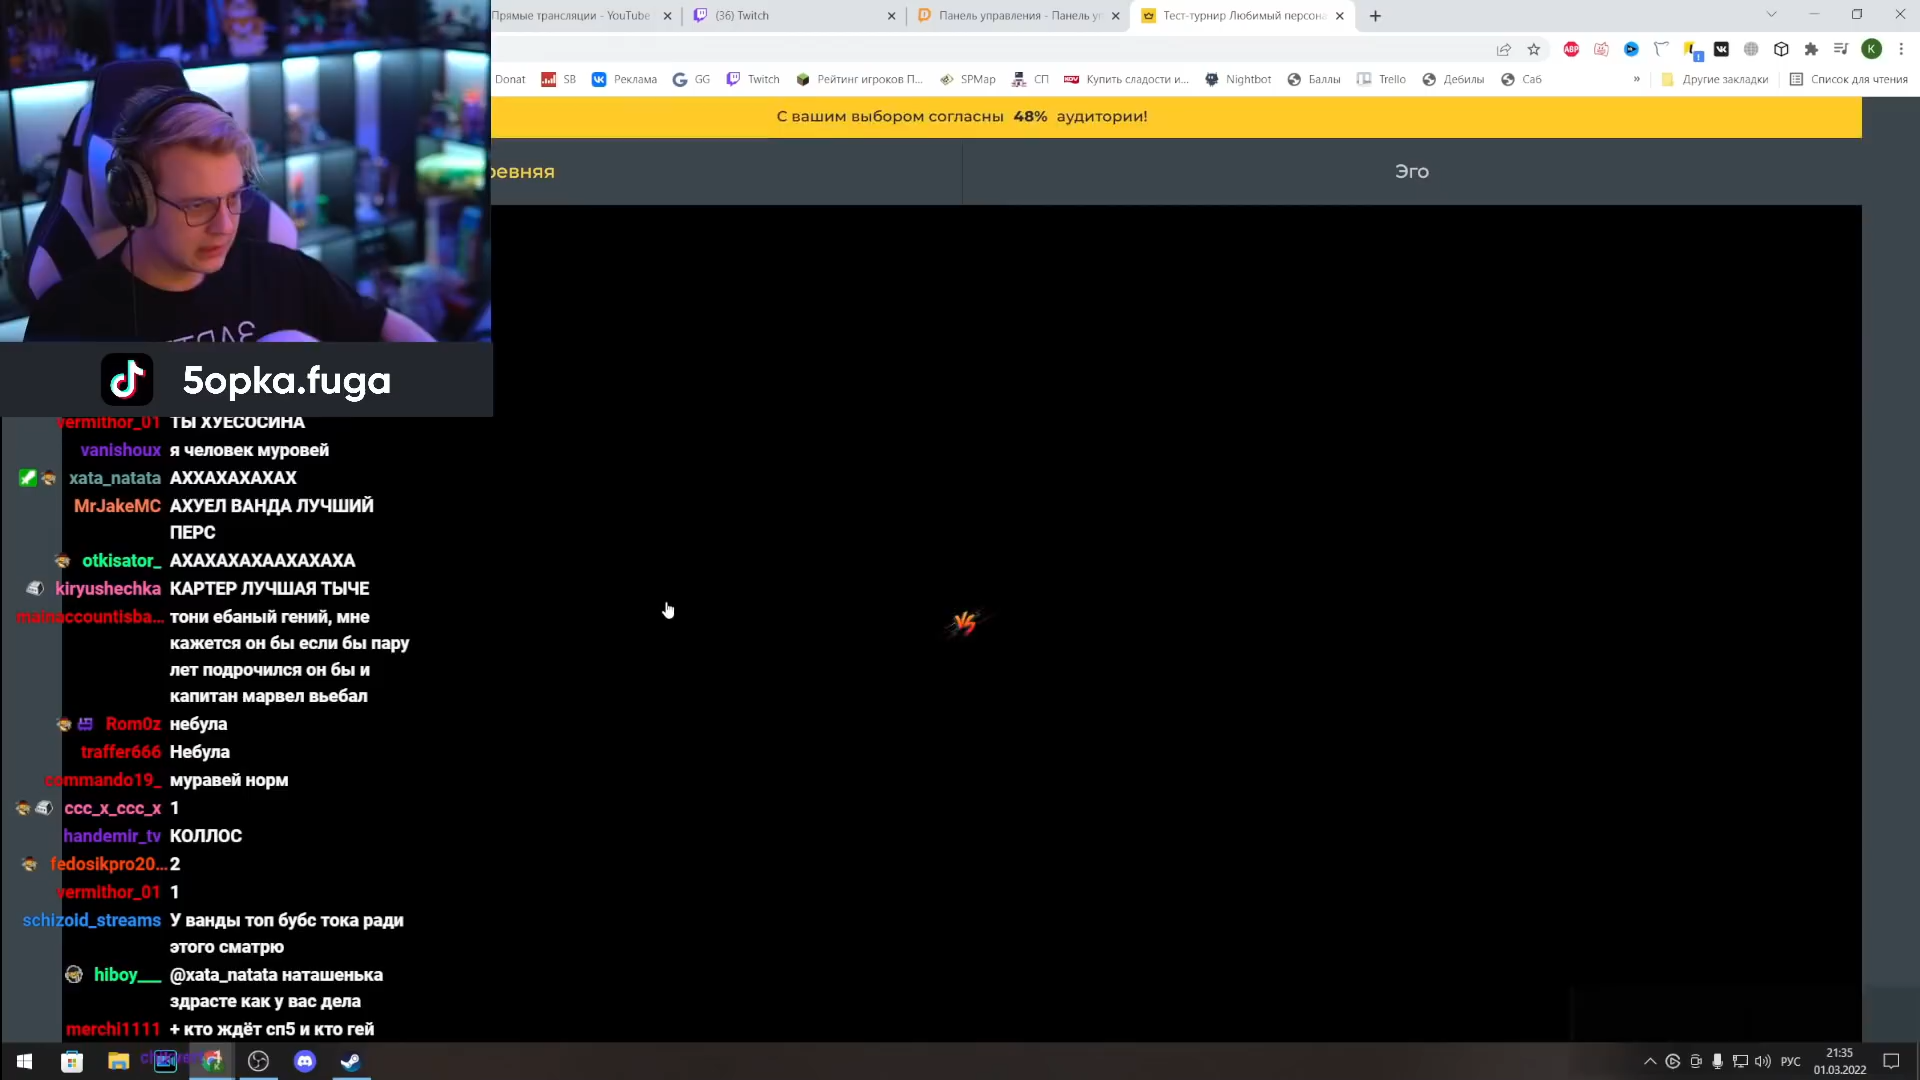 Прямые трансляции - YouTube
(36) Twitch
Панель управления - Панель у
Тест-турнир Любимый персона
Donat
SB
Реклама
GG
Twitch
Рейтинг игроков П...
SPMap
СП
Купить сладости и...
Nightbot
Баллы
Trello
Дебилы
Саб
»
Другие закладки
Список для чтения
С вашим выбором согласны 48% аудитории!
ревняя
Эго
5opka.fuga
vermithor_01 ТЫ ХУЕСОСИНА
vanishoux я человек муровей
xata_natata АХХАХАХАХАХ
MrJakeMC АХУЕЛ ВАНДА ЛУЧШИЙ
ПЕРС
otkisator_ АХАХАХАХААХАХАХА
kiryushechka КАРТЕР ЛУЧШАЯ ТЫЧЕ
mainaccountisba... тони ебаный гений, мне
кажется он бы если бы пару
лет подрочился он бы и
капитан марвел вьебал
Rom0z небула
traffer666 Небула
commando19_ муравей норм
ccc_x_ccc_x 1
handemir_tv КОЛЛОС
fedosikpro20... 2
vermithor_01 1
schizoid_streams У ванды топ бубс тока ради
этого сматрю
hiboy___ @xata_natata наташенька
здрасте как у вас дела
merchi1111 + кто ждёт сп5 и кто гей
VS
РУС
21:35
01.03.2022